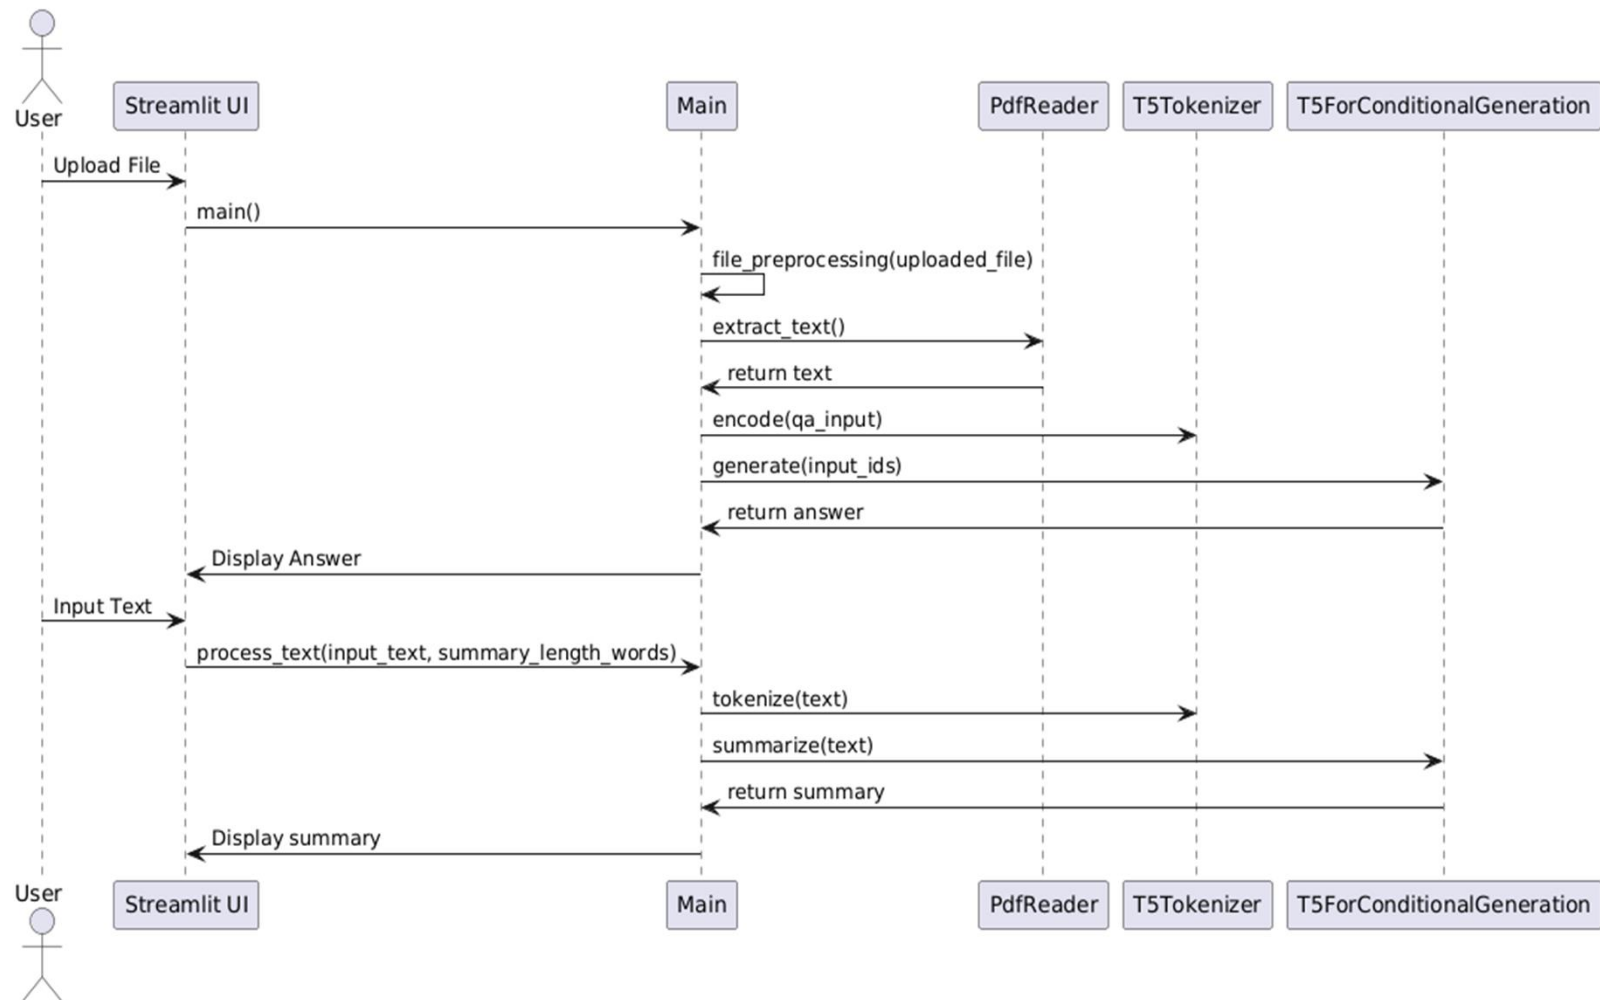 User
Streamlit UI
Main
PdfReader
T5Tokenizer
T5ForConditionalGeneration
Upload File
main()
file_preprocessing(uploaded_file)
extract_text()
return text
encode(qa_input)
generate(input_ids)
return answer
Display Answer
Input Text
process_text(input_text, summary_length_words)
tokenize(text)
summarize(text)
return summary
Display summary
User
Streamlit UI
Main
PdfReader
T5Tokenizer
T5ForConditionalGeneration